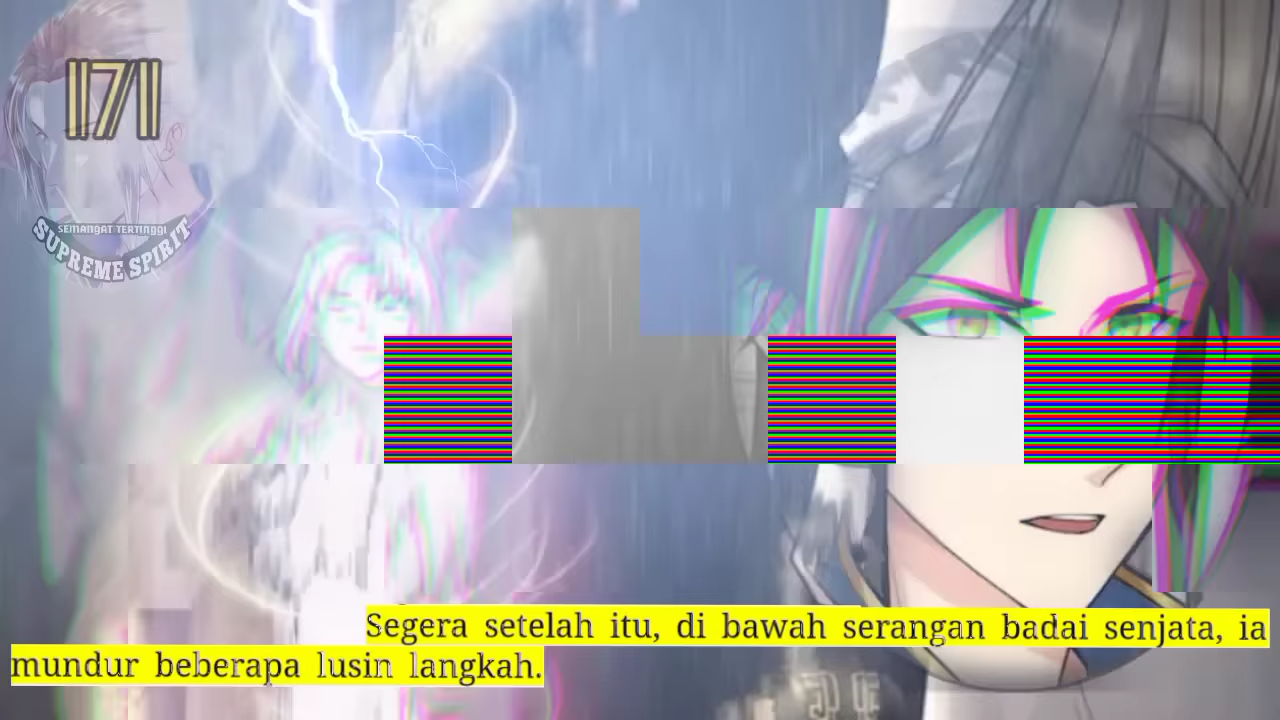 171
SEMANGAT TERTINGGI
SUPREME SPIRIT
Segera setelah itu, di bawah serangan badai senjata, ia
mundur beberapa lusin langkah.